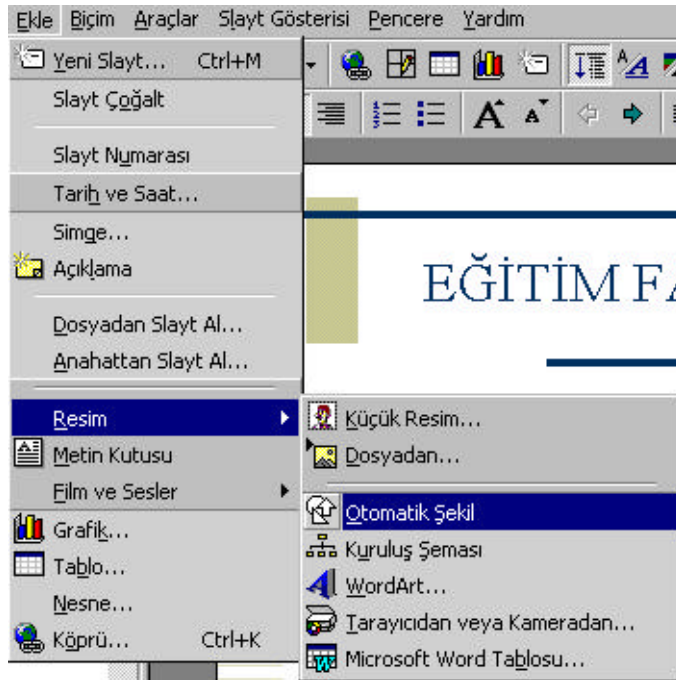 Ekle Biçim Araçlar Slayt Gösterisi Pencere Yardım
Yeni Slayt... Ctrl+M
Slayt Çoğalt
Slayt Numarası
Tarih ve Saat...
Simge...
Açıklama
Dosyadan Slayt Al...
Anahattan Slayt Al...
Resim
Metin Kutusu
Film ve Sesler
Grafik...
Tablo...
Nesne...
Köprü... Ctrl+K
EĞİTİM FA
Küçük Resim...
Dosyadan...
Otomatik Şekil
Kuruluş Şeması
WordArt...
Tarayıcıdan veya Kameradan...
Microsoft Word Tablosu...